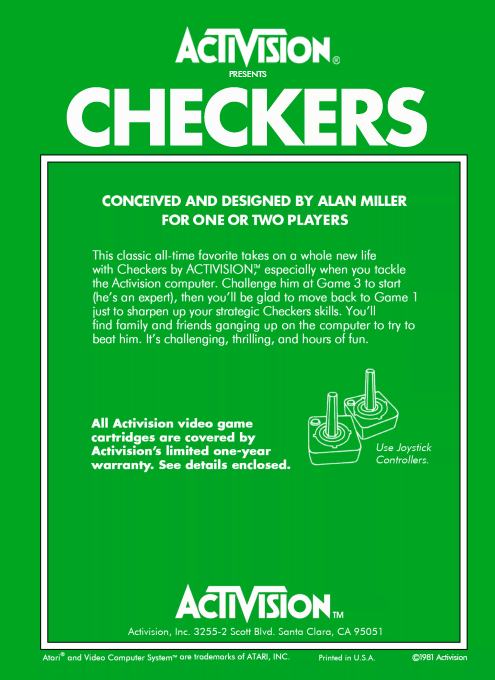 ACTIVISION®
PRESENTS
CHECKERS
CONCEIVED AND DESIGNED BY ALAN MILLER
FOR ONE OR TWO PLAYERS
This classic all-time favorite takes on a whole new life
with Checkers by ACTIVISION,™ especially when you tackle
the Activision computer. Challenge him at Game 3 to start
(he's an expert), then you'll be glad to move back to Game 1
just to sharpen up your strategic Checkers skills. You'll
find family and friends ganging up on the computer to try to
beat him. It's challenging, thrilling, and hours of fun.
All Activision video game
cartridges are covered by
Activision's limited one-year
warranty. See details enclosed.
Use Joystick
Controllers.
ACTIVISION™
Activision, Inc. 3255-2 Scott Blvd. Santa Clara, CA 95051
Atari® and Video Computer System™ are trademarks of ATARI, INC. Printed in U.S.A. ©1981 Activision